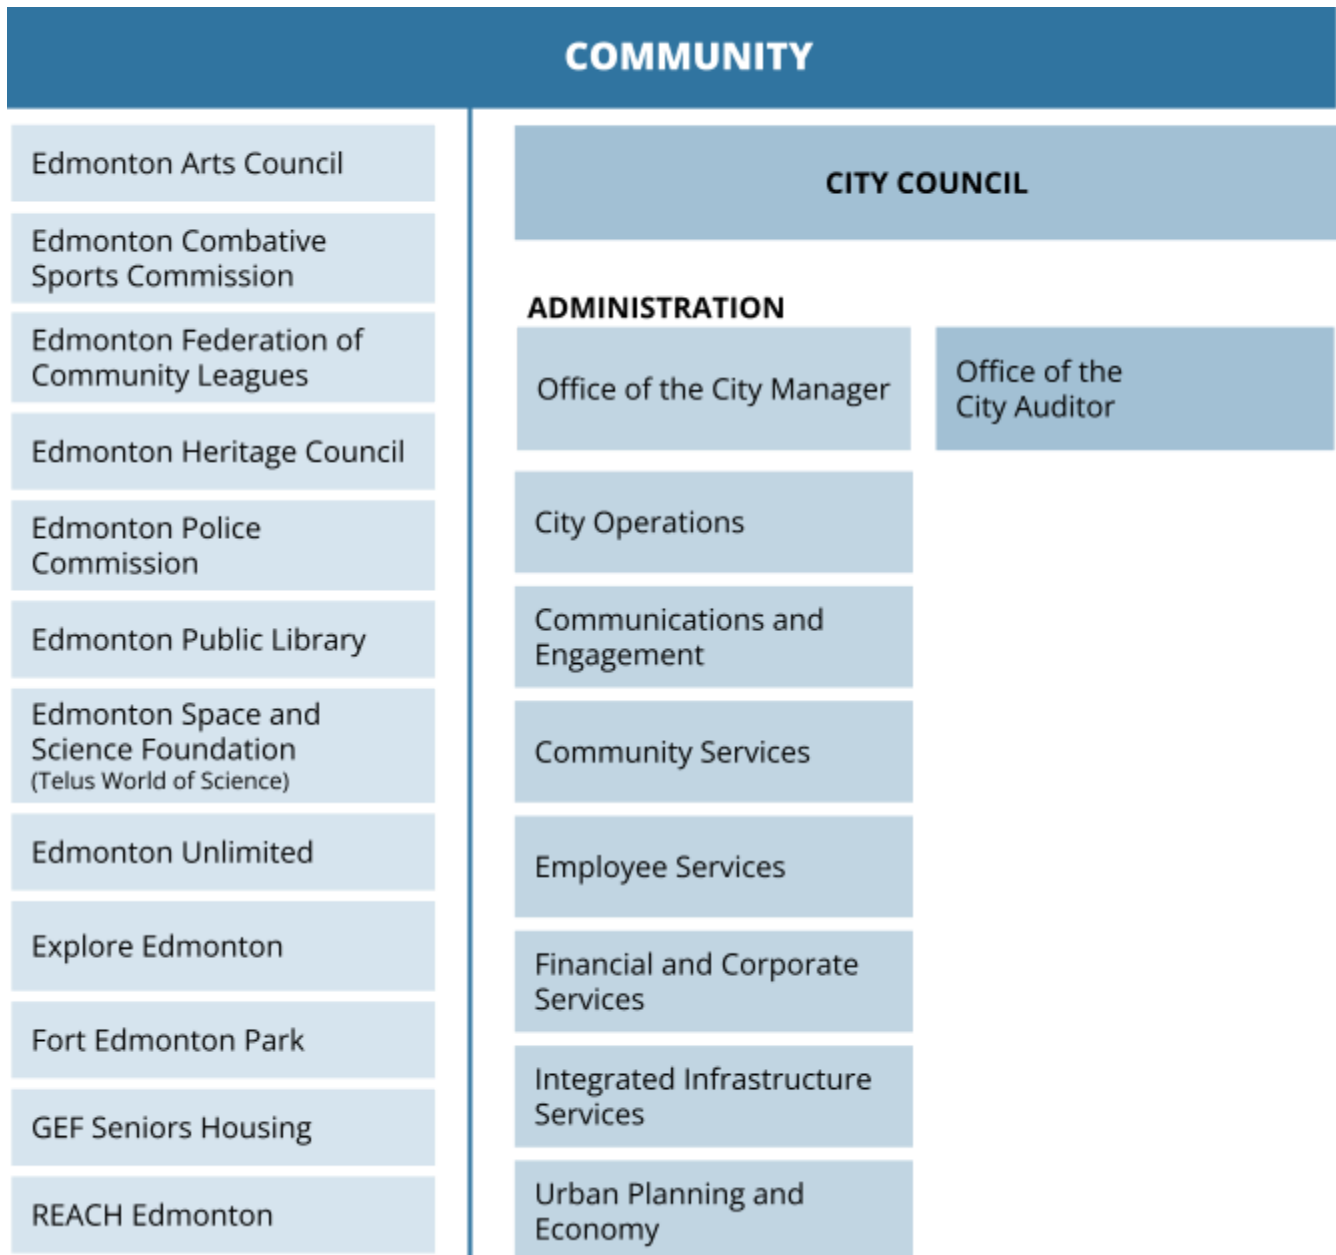 COMMUNITY
Edmonton Arts Council
Edmonton Combative
Sports Commission
Edmonton Federation of
Community Leagues
Edmonton Heritage Council
Edmonton Police
Commission
Edmonton Public Library
Edmonton Space and
Science Foundation
(Telus World of Science)
Edmonton Unlimited
Explore Edmonton
Fort Edmonton Park
GEF Seniors Housing
REACH Edmonton
CITY COUNCIL
ADMINISTRATION
Office of the City Manager
City Operations
Communications and
Engagement
Community Services
Employee Services
Financial and Corporate
Services
Integrated Infrastructure
Services
Urban Planning and
Economy
Office of the
City Auditor